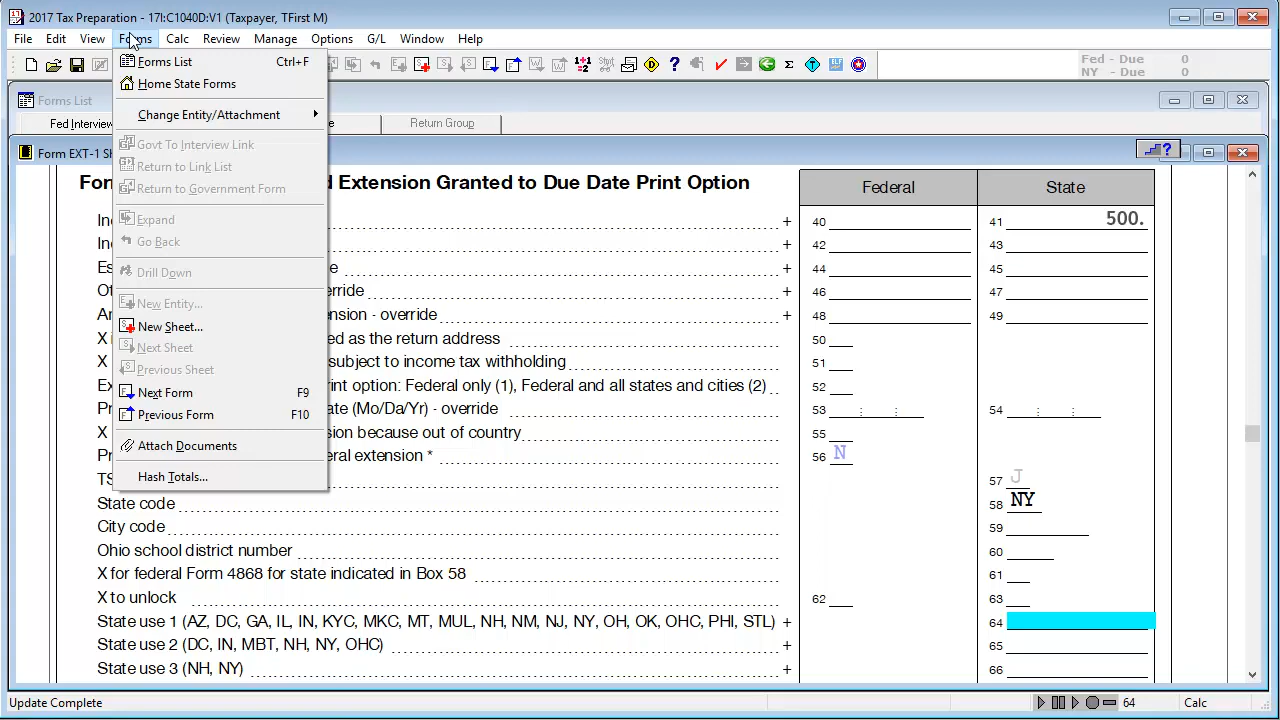 2017 Tax Preparation - 17I:C1040D:V1 (Taxpayer, TFirst M)
File Edit View Forms Calc Review Manage Options G/L Window Help
Fed - Due 0
NY - Due 0
Forms List Ctrl+F
Home State Forms
Change Entity/Attachment
Govt To Interview Link
Return to Link List
Return to Government Form
Expand
Go Back
Drill Down
New Entity...
New Sheet...
Next Sheet
Previous Sheet
Next Form F9
Previous Form F10
Attach Documents
Hash Totals...
Forms List
Fed Interview
Return Group
Form EXT-1
Extension Granted to Due Date Print Option Federal State
+ 40 41 500.
+ 42 43
+ 44 45
+ 46 47
- override + 48 49
as the return address 50
subject to income tax withholding 51
option: Federal only (1), Federal and all states and cities (2) 52
(Mo/Da/Yr) - override 53 54
because out of country 55
extension * 56 N
57 J
State code 58 NY
City code 59
Ohio school district number 60
X for federal Form 4868 for state indicated in Box 58 61
X to unlock 62 63
State use 1 (AZ, DC, GA, IL, IN, KYC, MKC, MT, MUL, NH, NM, NJ, NY, OH, OK, OHC, PHI, STL) + 64
State use 2 (DC, IN, MBT, NH, NY, OHC) + 65
State use 3 (NH, NY) + 66
Update Complete 64 Calc